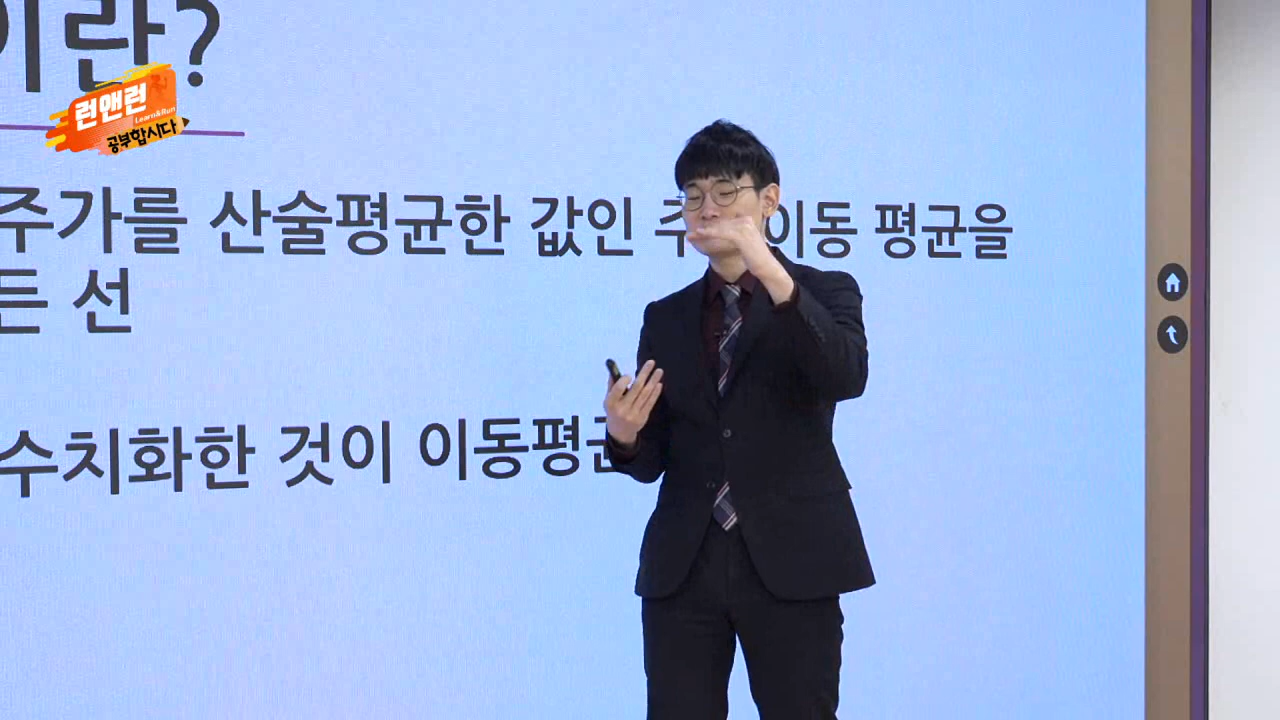 이란?
런앤런
Learn&Run
공부합시다
주가를 산술평균한 값인 이동 평균을
든 선
수치화한 것이 이동평균